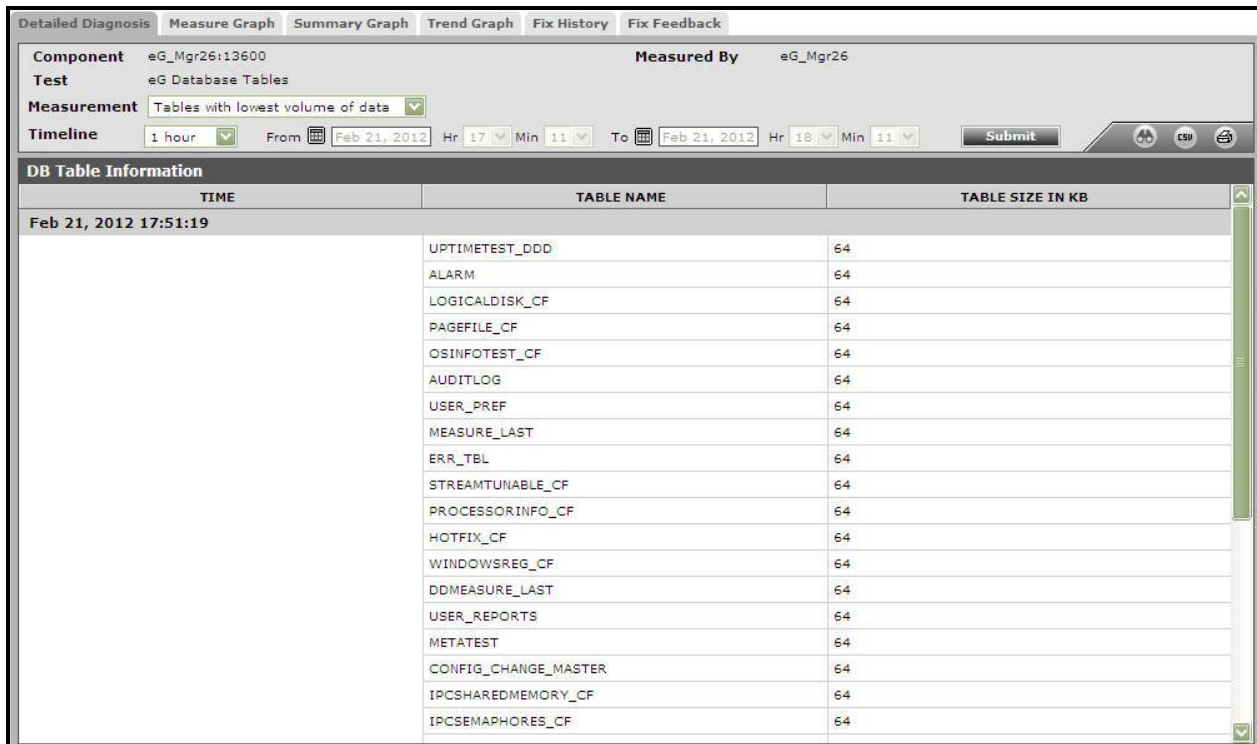 Detailed Diagnosis Measure Graph Summary Graph Trend Graph Fix History Fix Feedback
Component eG_Mgr26:13600 Measured By eG_Mgr26
Test eG Database Tables
Measurement Tables with lowest volume of data
Timeline 1 hour From Feb 21, 2012 Hr 17 Min 11 To Feb 21, 2012 Hr 18 Min 11 Submit CSV
DB Table Information
TIME TABLE NAME TABLE SIZE IN KB
Feb 21, 2012 17:51:19
UPTIMETEST_DDD 64
ALARM 64
LOGICALDISK_CF 64
PAGEFILE_CF 64
OSINFOTEST_CF 64
AUDITLOG 64
USER_PREF 64
MEASURE_LAST 64
ERR_TBL 64
STREAMTUNABLE_CF 64
PROCESSORINFO_CF 64
HOTFIX_CF 64
WINDOWSREG_CF 64
DDMEASURE_LAST 64
USER_REPORTS 64
METATEST 64
CONFIG_CHANGE_MASTER 64
IPCSHAREDMEMORY_CF 64
IPCSEMAPHORES_CF 64